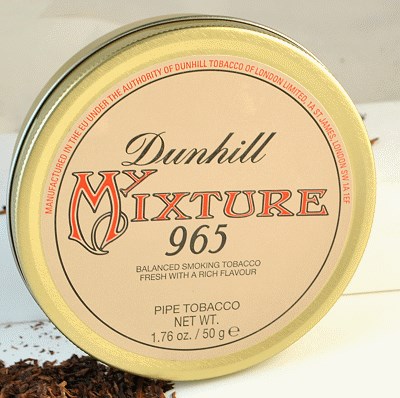 MANUFACTURED IN THE EU UNDER THE AUTHORITY OF DUNHILL TOBACCO OF LONDON LIMITED, 1A ST JAMES, LONDON SW 1A 1EF
Dunhill
MY MIXTURE
965
BALANCED SMOKING TOBACCO
FRESH WITH A RICH FLAVOUR
PIPE TOBACCO
NET WT.
1.76 oz. / 50 g ℮